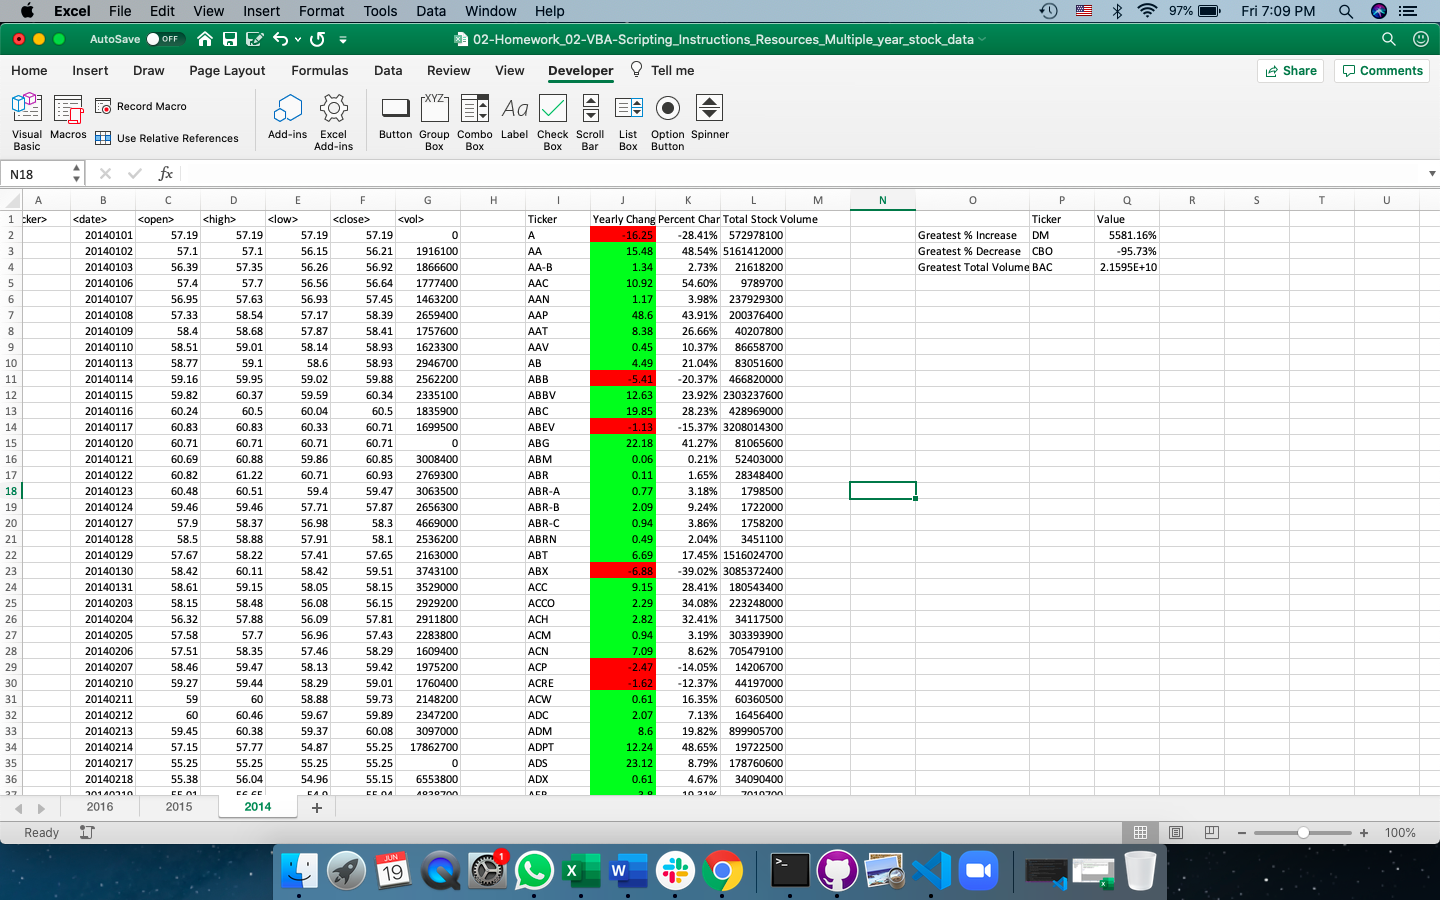 Excel File Edit View Insert Format Tools Data Window Help 97% Fri 7:09 PM
AutoSave OFF 02-Homework_02-VBA-Scripting_Instructions_Resources_Multiple_year_stock_data
Home Insert Draw Page Layout Formulas Data Review View Developer Tell me Share Comments
Visual Basic Macros Record Macro Use Relative References Add-ins Excel Add-ins Button Group Box Combo Box Label Check Box Scroll Bar List Box Option Button Spinner
N18 fx
A B C D E F G H I J K L M N O P Q R S T U
1 cker> <date> <open> <high> <low> <close> <vol> Ticker Yearly Chang Percent Char Total Stock Volume Ticker Value
2 20140101 57.19 57.19 57.19 57.19 0 A -16.25 -28.41% 572978100 Greatest % Increase DM 5581.16%
3 20140102 57.1 57.1 56.15 56.21 1916100 AA 15.48 48.54% 5161412000 Greatest % Decrease CBO -95.73%
4 20140103 56.39 57.35 56.26 56.92 1866600 AA-B 1.34 2.73% 21618200 Greatest Total Volume BAC 2.1595E+10
5 20140106 57.4 57.7 56.56 56.64 1777400 AAC 10.92 54.60% 9789700
6 20140107 56.95 57.63 56.93 57.45 1463200 AAN 1.17 3.98% 237929300
7 20140108 57.33 58.54 57.17 58.39 2659400 AAP 48.6 43.91% 200376400
8 20140109 58.4 58.68 57.87 58.41 1757600 AAT 8.38 26.66% 40207800
9 20140110 58.51 59.01 58.14 58.93 1623300 AAV 0.45 10.37% 86658700
10 20140113 58.77 59.1 58.6 58.93 2946700 AB 4.49 21.04% 83051600
11 20140114 59.16 59.95 59.02 59.88 2562200 ABB -5.41 -20.37% 466820000
12 20140115 59.82 60.37 59.59 60.34 2335100 ABBV 12.63 23.92% 2303237600
13 20140116 60.24 60.5 60.04 60.5 1835900 ABC 19.85 28.23% 428969000
14 20140117 60.83 60.83 60.33 60.71 1699500 ABEV -1.13 -15.37% 3208014300
15 20140120 60.71 60.71 60.71 60.71 0 ABG 22.18 41.27% 81065600
16 20140121 60.69 60.88 59.86 60.85 3008400 ABM 0.06 0.21% 52403000
17 20140122 60.82 61.22 60.71 60.93 2769300 ABR 0.11 1.65% 28348400
18 20140123 60.48 60.51 59.4 59.47 3063500 ABR-A 0.77 3.18% 1798500
19 20140124 59.46 59.46 57.71 57.87 2656300 ABR-B 2.09 9.24% 1722000
20 20140127 57.9 58.37 56.98 58.3 4669000 ABR-C 0.94 3.86% 1758200
21 20140128 58.5 58.88 57.91 58.1 2536200 ABRN 0.49 2.04% 3451100
22 20140129 57.67 58.22 57.41 57.65 2163000 ABT 6.69 17.45% 1516024700
23 20140130 58.42 60.11 58.42 59.51 3743100 ABX -6.88 -39.02% 3085372400
24 20140131 58.61 59.15 58.05 58.15 3529000 ACC 9.15 28.41% 180543400
25 20140203 58.15 58.48 56.08 56.15 2929200 ACCO 2.29 34.08% 223248000
26 20140204 56.32 57.88 56.09 57.81 2911800 ACH 2.82 32.41% 34117500
27 20140205 57.58 57.7 56.96 57.43 2283800 ACM 0.94 3.19% 303393900
28 20140206 57.51 58.35 57.46 58.29 1609400 ACN 7.09 8.62% 705479100
29 20140207 58.46 59.47 58.13 59.42 1975200 ACP -2.47 -14.05% 14206700
30 20140210 59.27 59.44 58.29 59.01 1760400 ACRE -1.62 -12.37% 44197000
31 20140211 59 60 58.88 59.73 2148200 ACW 0.61 16.35% 60360500
32 20140212 60 60.46 59.67 59.89 2347200 ADC 2.07 7.13% 16456400
33 20140213 59.45 60.38 59.37 60.08 3097000 ADM 8.6 19.82% 899905700
34 20140214 57.15 57.77 54.87 55.25 17862700 ADPT 12.24 48.65% 19722500
35 20140217 55.25 55.25 55.25 55.25 0 ADS 23.12 8.79% 178760600
36 20140218 55.38 56.04 54.96 55.15 6553800 ADX 0.61 4.67% 34090400
2016 2015 2014 +
Ready 100%
JUN 19 1 X W >_ X